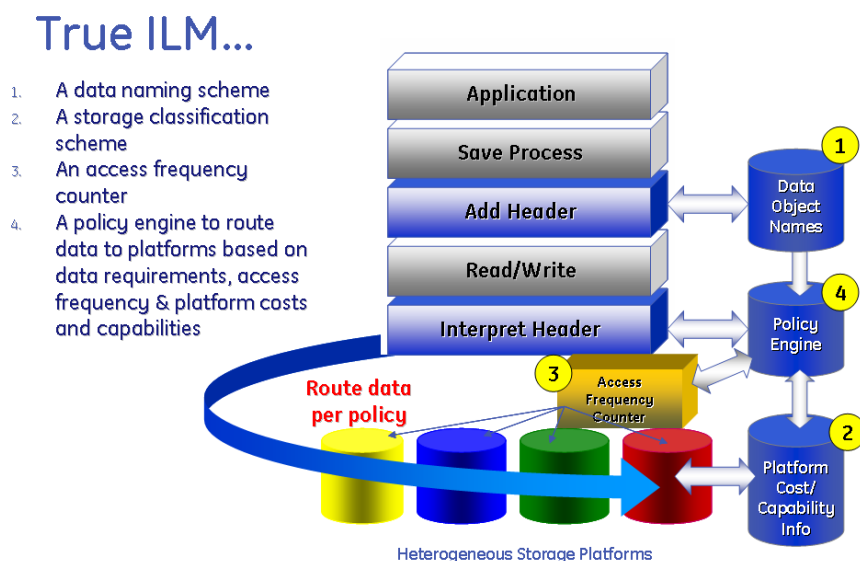 True ILM...
1. A data naming scheme
2. A storage classification
scheme
3. An access frequency
counter
4. A policy engine to route
data to platforms based on
data requirements, access
frequency & platform costs
and capabilities
Application
Save Process
Add Header
Read/Write
Interpret Header
1
Data
Object
Names
4
Policy
Engine
3
Access
Frequency
Counter
Route data
per policy
2
Platform
Cost/
Capability
Info
Heterogeneous Storage Platforms